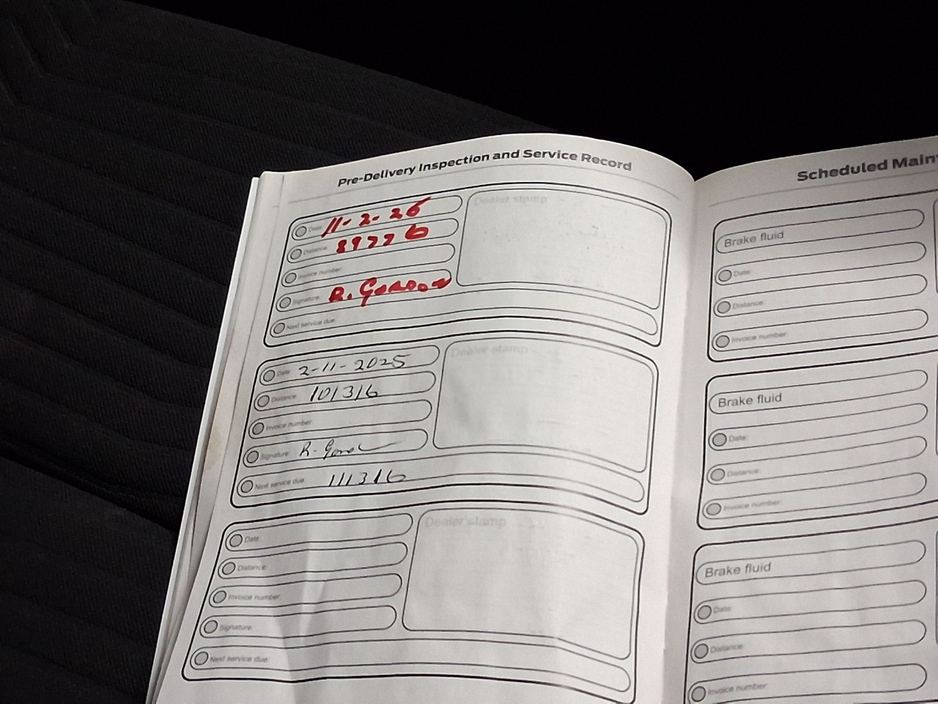 Pre-Delivery Inspection and Service Record
Date: 11-2-25
Dealer stamp
Distance: 89226
Invoice number:
Signature: R. Gordon
Next service due:
Date: 2-11-2025
Dealer stamp
Distance: 101316
Invoice number:
Signature: R. Gordon
Next service due: 111316
Date:
Dealer stamp
Distance:
Invoice number:
Signature:
Next service due:
Scheduled Main
Brake fluid
Date:
Distance:
Invoice number:
Brake fluid
Date:
Distance:
Invoice number:
Brake fluid
Date:
Distance:
Invoice number: